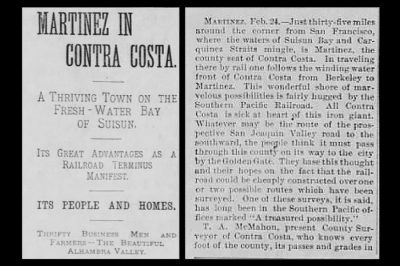 MARTINEZ IN
CONTRA COSTA.
A THRIVING TOWN ON THE
FRESH-WATER BAY
OF SUISUN.
ITS GREAT ADVANTAGES AS A
RAILROAD TERMINUS
MANIFEST.
ITS PEOPLE AND HOMES.
THRIFTY BUSINESS MEN AND
FARMERS—THE BEAUTIFUL
ALHAMBRA VALLEY.
MARTINEZ, Feb. 24.—Just thirty-five miles
around the corner from San Francisco,
where the waters of Suisun Bay and Car-
quinez Straits mingle, is Martinez, the
county seat of Contra Costa. In traveling
there by rail one follows the winding water
front of Contra Costa from Berkeley to
Martinez. This wonderful shore of mar-
velous possibilities is fairly hugged by the
Southern Pacific Railroad. All Contra
Costa is sick at heart of this iron giant.
Whatever may be the route of the pros-
pective San Joaquin Valley road to the
southward, the people think it must pass
through this county on its way to the city
by the Golden Gate. They base this thought
and their hopes on the fact that the rail-
road could be cheaply constructed over one
or two possible routes which have been
surveyed. One of these surveys, it is said,
has long been in the Southern Pacific of-
fices marked "A treasured possibility."
T. A. McMahon, present County Sur-
veyor of Contra Costa, who knows every
foot of the county, its passes and grades in